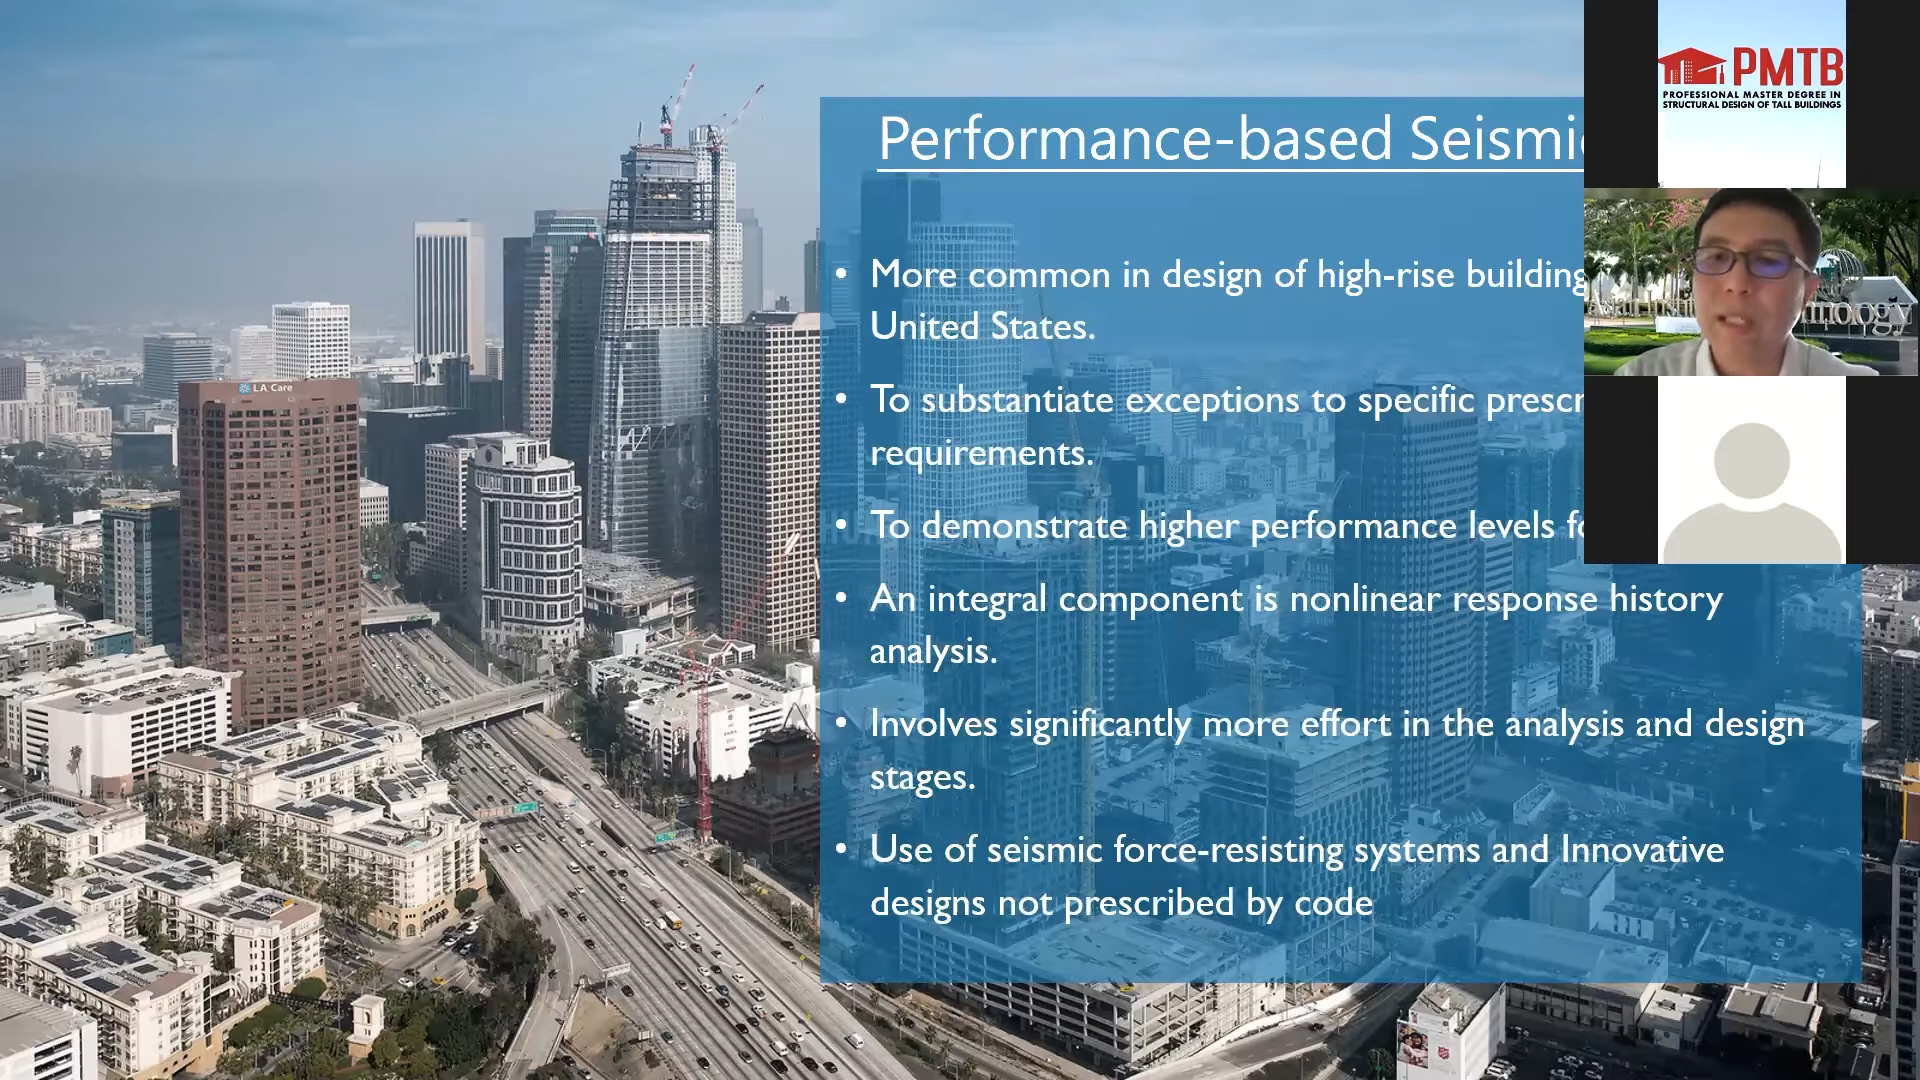 Performance-based Seismic
• More common in design of high-rise building
United States.
• To substantiate exceptions to specific prescr
requirements.
• To demonstrate higher performance levels fo
• An integral component is nonlinear response history
analysis.
• Involves significantly more effort in the analysis and design
stages.
• Use of seismic force-resisting systems and Innovative
designs not prescribed by code
PMTB
PROFESSIONAL MASTER DEGREE IN
STRUCTURAL DESIGN OF TALL BUILDINGS
nology
LA Care